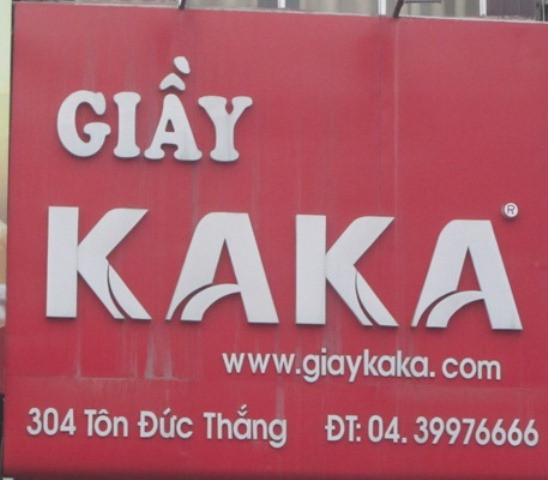 GIẦY
KAKA®
www.giaykaka.com
304 Tôn Đức Thắng ĐT: 04. 39976666